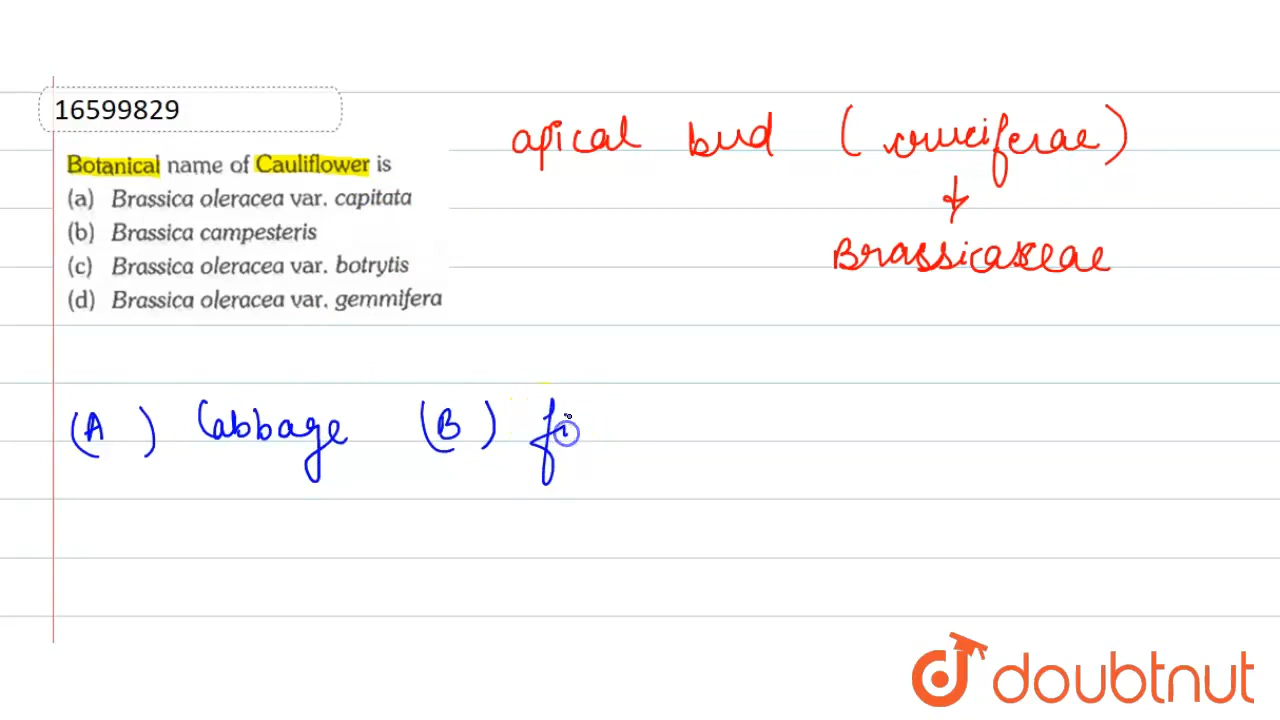 16599829
Botanical name of Cauliflower is
(a) Brassica oleracea var. capitata
(b) Brassica campesteris
(c) Brassica oleracea var. botrytis
(d) Brassica oleracea var. gemmifera
apical bud (cruciferae)
Brassicaceae
(A) Cabbage (B) fi
doubtnut